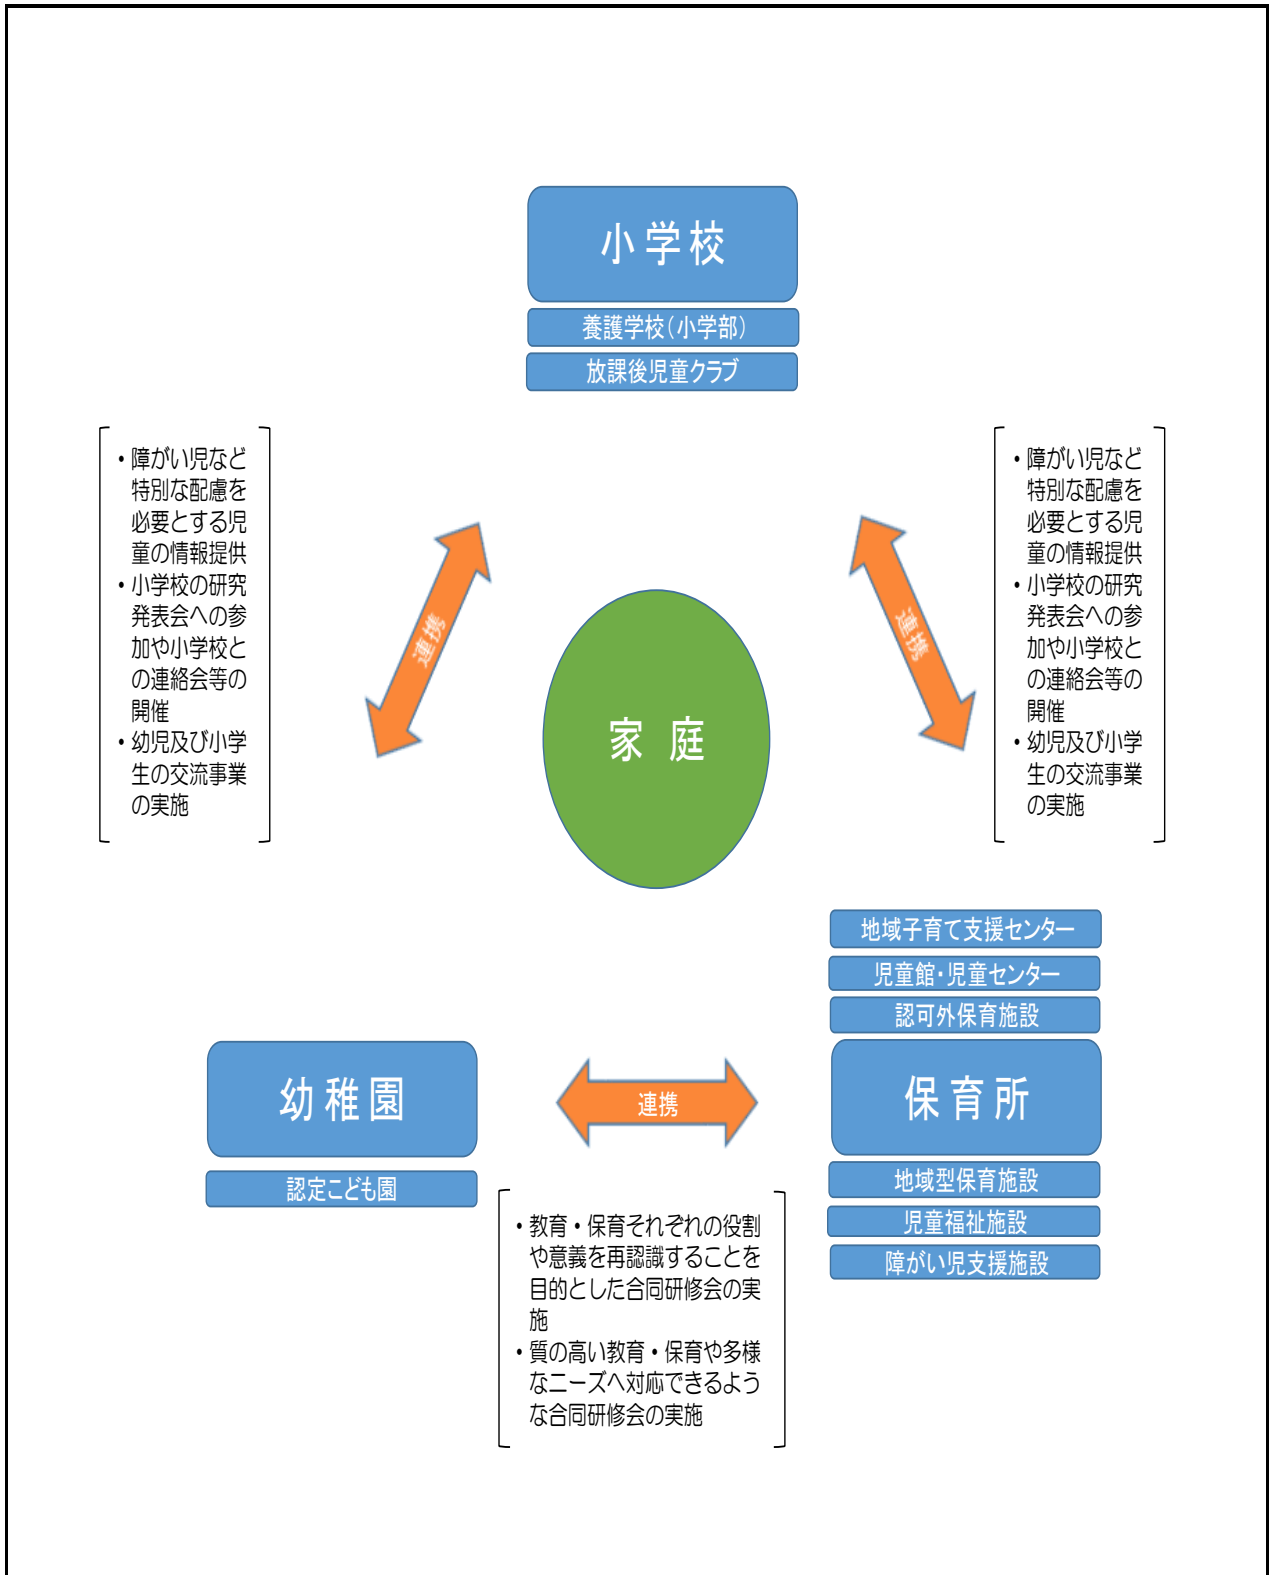 小学校
養護学校(小学部)
放課後児童クラブ
・障がい児など
特別な配慮を
必要とする児
童の情報提供
・小学校の研究
発表会への参
加や小学校と
の連絡会等の
開催
・幼児及び小学
生の交流事業
の実施
連携
連携
・障がい児など
特別な配慮を
必要とする児
童の情報提供
・小学校の研究
発表会への参
加や小学校と
の連絡会等の
開催
・幼児及び小学
生の交流事業
の実施
家庭
幼稚園
認定こども園
連携
地域子育て支援センター
児童館・児童センター
認可外保育施設
保育所
地域型保育施設
児童福祉施設
障がい児支援施設
・教育・保育それぞれの役割
や意義を再認識することを
目的とした合同研修会の実
施
・質の高い教育・保育や多様
なニーズへ対応できるよう
な合同研修会の実施